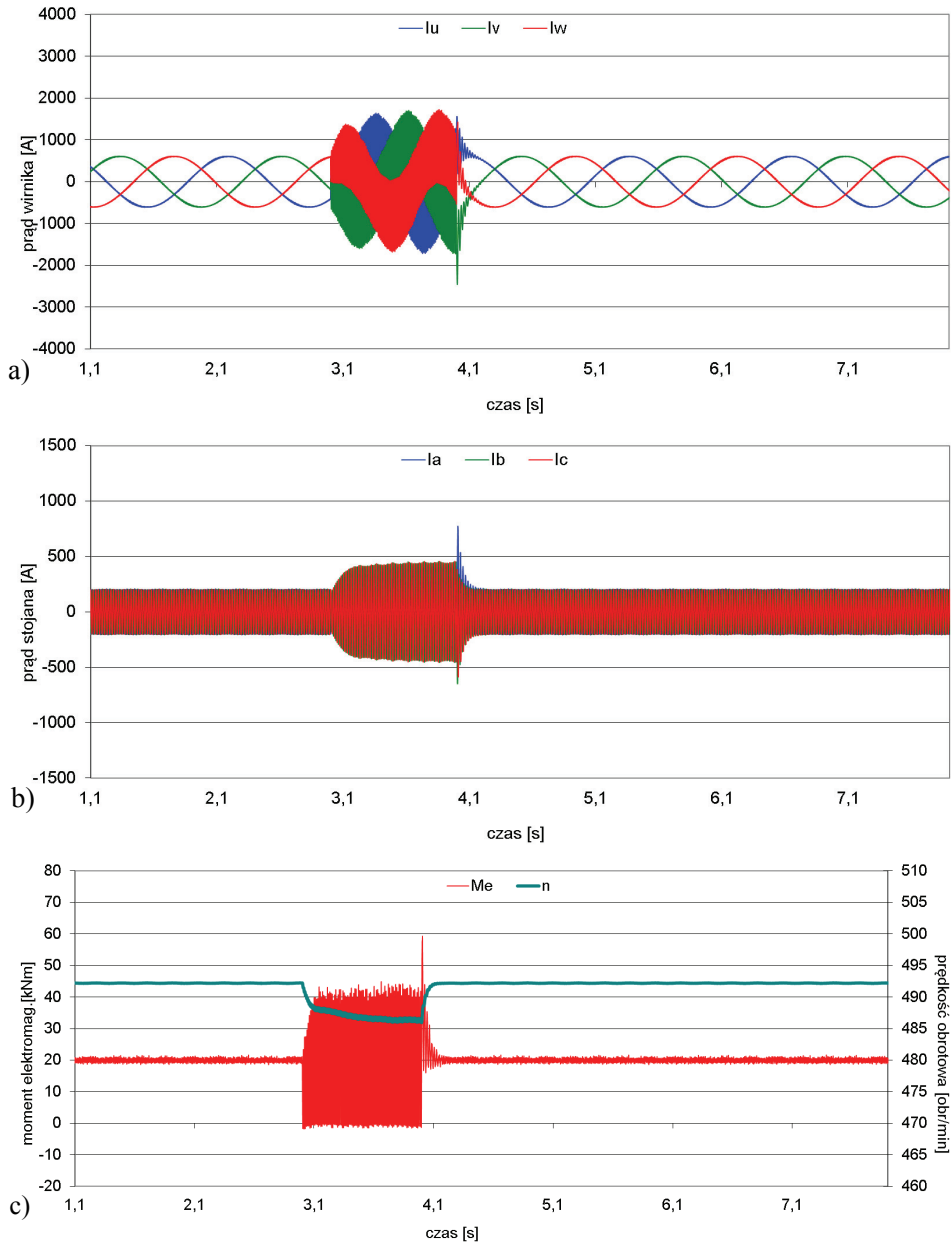 Iu Iv Iw
4000
3000
2000
1000
0
-1000
-2000
-3000
-4000
prąd wirnika [A]
1,1 2,1 3,1 4,1 5,1 6,1 7,1
czas [s]
a)
Ia Ib Ic
1500
1000
500
0
-500
-1000
-1500
prąd stojana [A]
1,1 2,1 3,1 4,1 5,1 6,1 7,1
czas [s]
b)
Me n
80
70
60
50
40
30
20
10
0
-10
-20
moment elektromag.[kNm]
510
505
500
495
490
485
480
475
470
465
460
prędkość obrotowa [obr/min]
1,1 2,1 3,1 4,1 5,1 6,1 7,1
czas [s]
c)